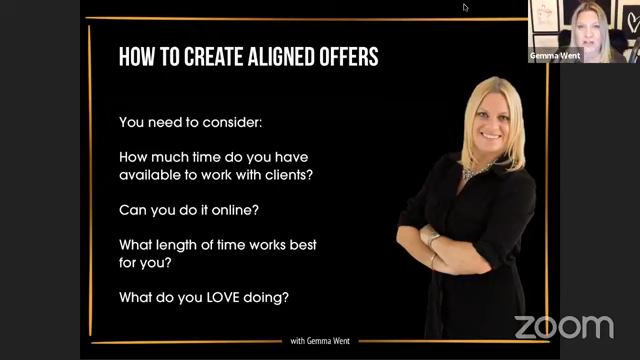 HOW TO CREATE ALIGNED OFFERS
Gemma Went
You need to consider:
How much time do you have
available to work with clients?
Can you do it online?
What length of time works best
for you?
What do you LOVE doing?
with Gemma Went
zoom